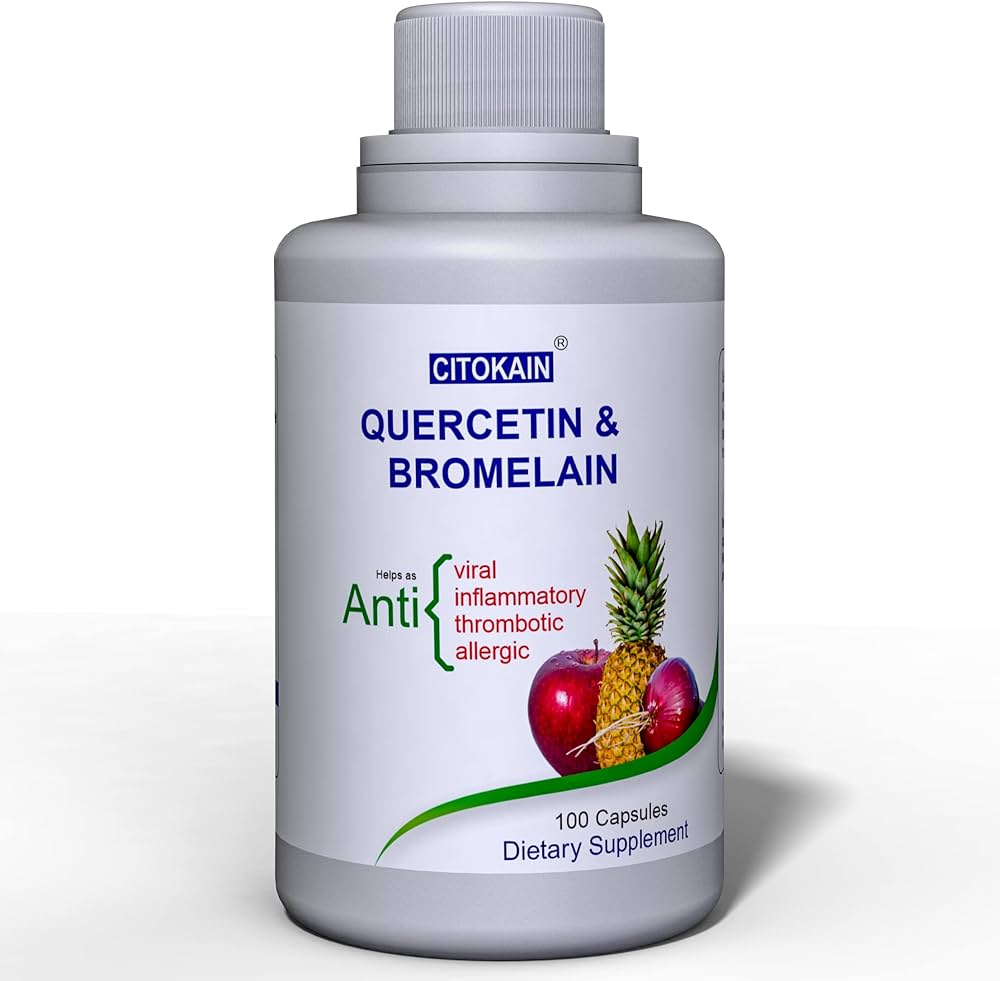 CITOKAIN®
QUERCETIN &
BROMELAIN
Helps as
Anti
viral
inflammatory
thrombotic
allergic
100 Capsules
Dietary Supplement